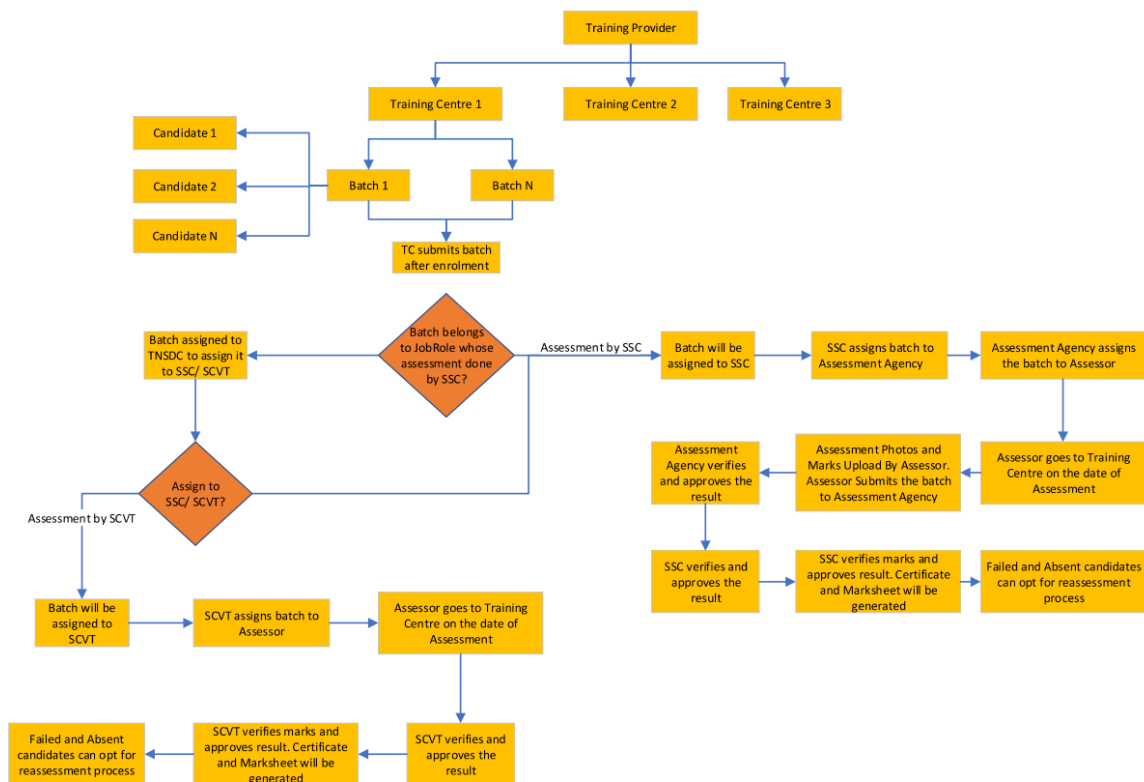 Training Provider
Training Centre 1
Training Centre 2
Training Centre 3
Candidate 1
Candidate 2
Candidate N
Batch 1
Batch N
TC submits batch
after enrolment
Batch belongs
to JobRole whose
assessment done
by SSC?
Batch assigned to
TNSDC to assign it
to SSC/ SCVT
Assessment by SSC
Batch will be
assigned to SSC
SSC assigns batch to
Assessment Agency
Assessment Agency assigns
the batch to Assessor
Assessment
Agency verifies
and approves the
result
Assessment Photos and
Marks Upload By Assessor.
Assessor Submits the batch
to Assessment Agency
Assessor goes to Training
Centre on the date of
Assessment
Assign to
SSC/ SCVT?
Assessment by SCVT
SSC verifies and
approves the
result
SSC verifies marks and
approves result. Certificate
and Marksheet will be
generated
Failed and Absent candidates
can opt for reassessment
process
Batch will be
assigned to
SCVT
SCVT assigns batch to
Assessor
Assessor goes to Training
Centre on the date of
Assessment
Failed and Absent
candidates can opt for
reassessment process
SCVT verifies marks and
approves result. Certificate
and Marksheet will be
generated
SCVT verifies and
approves the
result